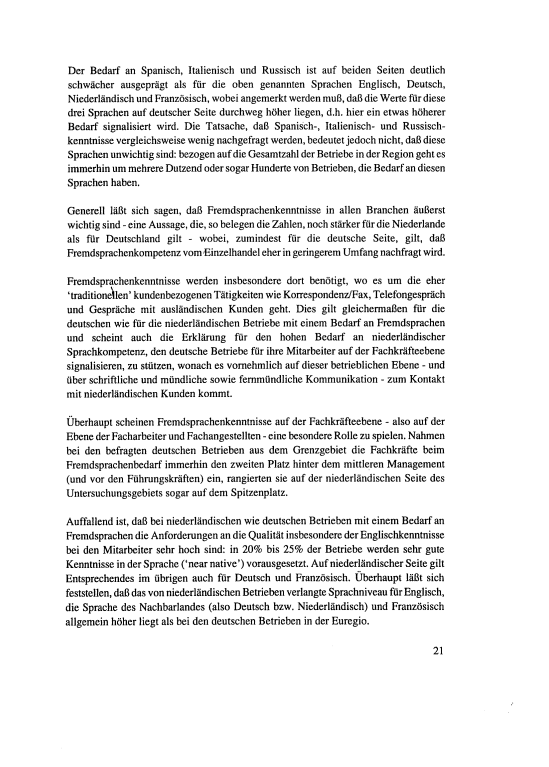 Der Bedarf an Spanisch, Italienisch und Russisch ist auf beiden Seiten deutlich
schwächer ausgeprägt als für die oben genannten Sprachen Englisch, Deutsch,
Niederländisch und Französisch, wobei angemerkt werden muß, daß die Werte für diese
drei Sprachen auf deutscher Seite durchweg höher liegen, d.h. hier ein etwas höherer
Bedarf signalisiert wird. Die Tatsache, daß Spanisch-, Italienisch- und Russisch-
kenntnisse vergleichsweise wenig nachgefragt werden, bedeutet jedoch nicht, daß diese
Sprachen unwichtig sind: bezogen auf die Gesamtzahl der Betriebe in der Region geht es
immerhin um mehrere Dutzend oder sogar Hunderte von Betrieben, die Bedarf an diesen
Sprachen haben.

Generell läßt sich sagen, daß Fremdsprachenkenntnisse in allen Branchen äußerst
wichtig sind - eine Aussage, die, so belegen die Zahlen, noch stärker für die Niederlande
als für Deutschland gilt - wobei, zumindest für die deutsche Seite, gilt, daß
Fremdsprachenkompetenz vom Einzelhandel eher in geringerem Umfang nachfragt wird.

Fremdsprachenkenntnisse werden insbesondere dort benötigt, wo es um die eher
'traditionellen' kundenbezogenen Tätigkeiten wie Korrespondenz/Fax, Telefongespräch
und Gespräche mit ausländischen Kunden geht. Dies gilt gleichermaßen für die
deutschen wie für die niederländischen Betriebe mit einem Bedarf an Fremdsprachen
und scheint auch die Erklärung für den hohen Bedarf an niederländischer
Sprachkompetenz, den deutsche Betriebe für ihre Mitarbeiter auf der Fachkräfteebene
signalisieren, zu stützen, wonach es vornehmlich auf dieser betrieblichen Ebene - und
über schriftliche und mündliche sowie fernmündliche Kommunikation - zum Kontakt
mit niederländischen Kunden kommt.

Überhaupt scheinen Fremdsprachenkenntnisse auf der Fachkräfteebene - also auf der
Ebene der Facharbeiter und Fachangestellten - eine besondere Rolle zu spielen. Nahmen
bei den befragten deutschen Betrieben aus dem Grenzgebiet die Fachkräfte beim
Fremdsprachenbedarf immerhin den zweiten Platz hinter dem mittleren Management
(und vor den Führungskräften) ein, rangierten sie auf der niederländischen Seite des
Untersuchungsgebiets sogar auf dem Spitzenplatz.

Auffallend ist, daß bei niederländischen wie deutschen Betrieben mit einem Bedarf an
Fremdsprachen die Anforderungen an die Qualität insbesondere der Englischkenntnisse
bei den Mitarbeiter sehr hoch sind: in 20% bis 25% der Betriebe werden sehr gute
Kenntnisse in der Sprache ('near native') vorausgesetzt. Auf niederländischer Seite gilt
Entsprechendes im übrigen auch für Deutsch und Französisch. Überhaupt läßt sich
feststellen, daß das von niederländischen Betrieben verlangte Sprachniveau für Englisch,
die Sprache des Nachbarlandes (also Deutsch bzw. Niederländisch) und Französisch
allgemein höher liegt als bei den deutschen Betrieben in der Euregio.

21